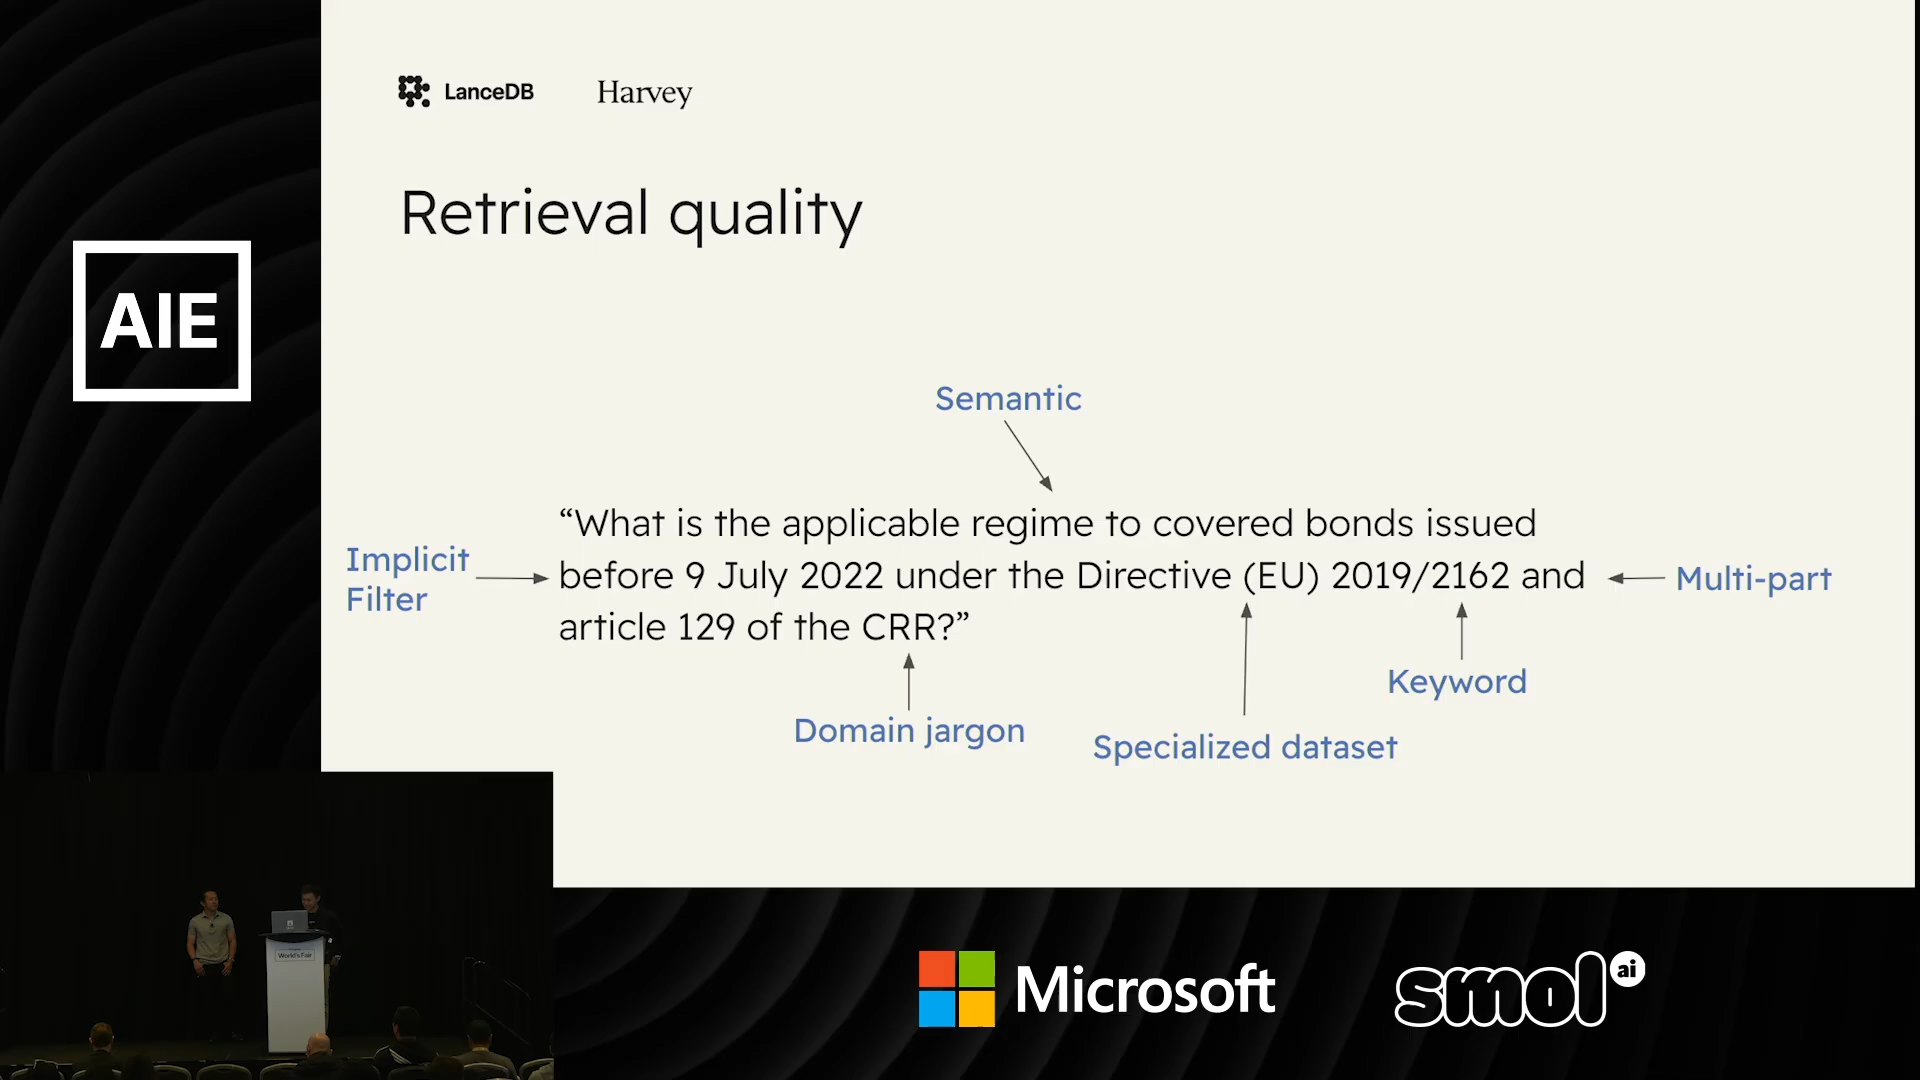 LanceDB
Harvey
Retrieval quality
AIE
Semantic
“What is the applicable regime to covered bonds issued
before 9 July 2022 under the Directive (EU) 2019/2162 and
article 129 of the CRR?”
Implicit
Filter
Multi-part
Keyword
Domain jargon
Specialized dataset
World's Fair
Microsoft
smol ai